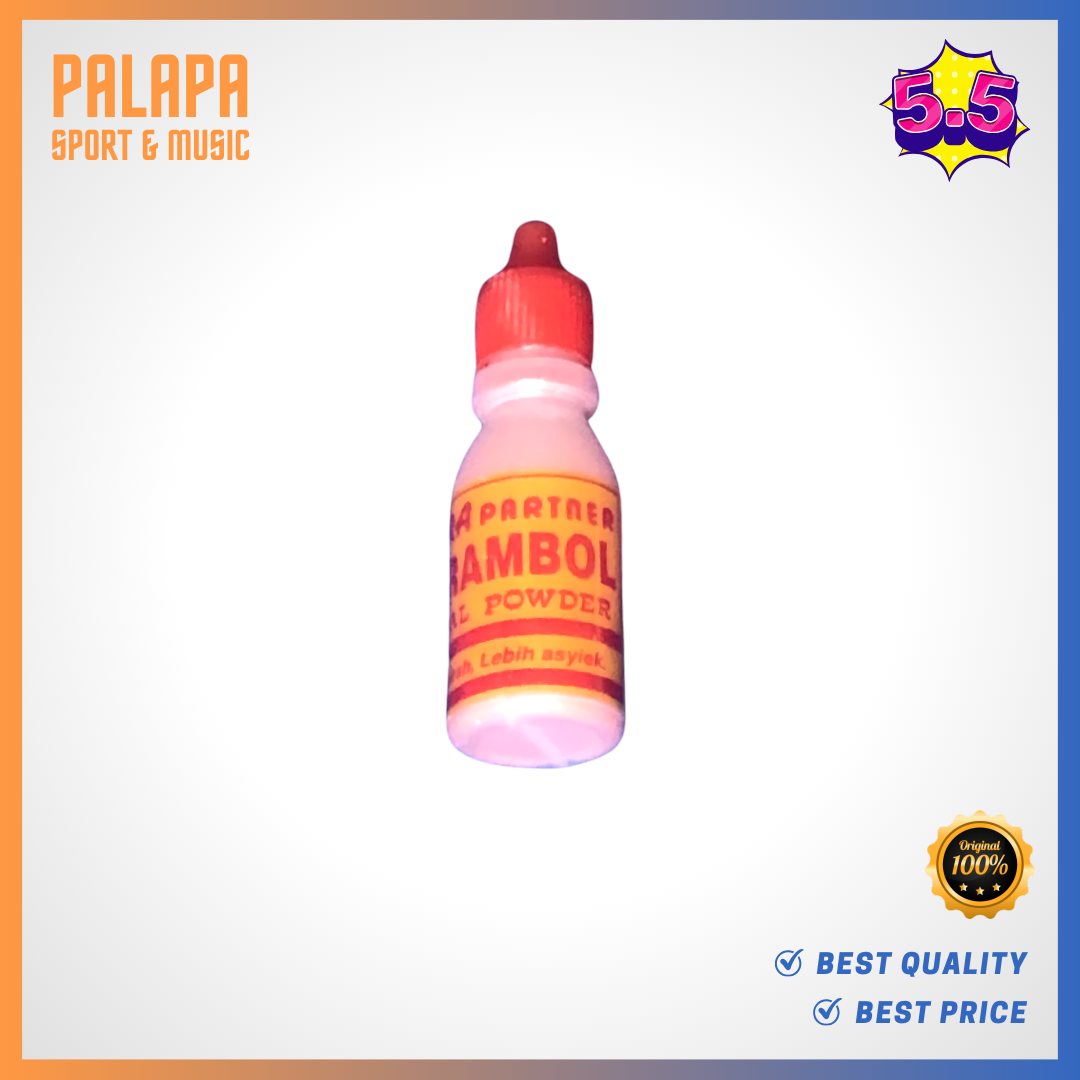 PALAPA
SPORT & MUSIC
5.5
PARTNER
RAMBOL
POWDER
Lebih asyiek.
Original
100%
BEST QUALITY
BEST PRICE